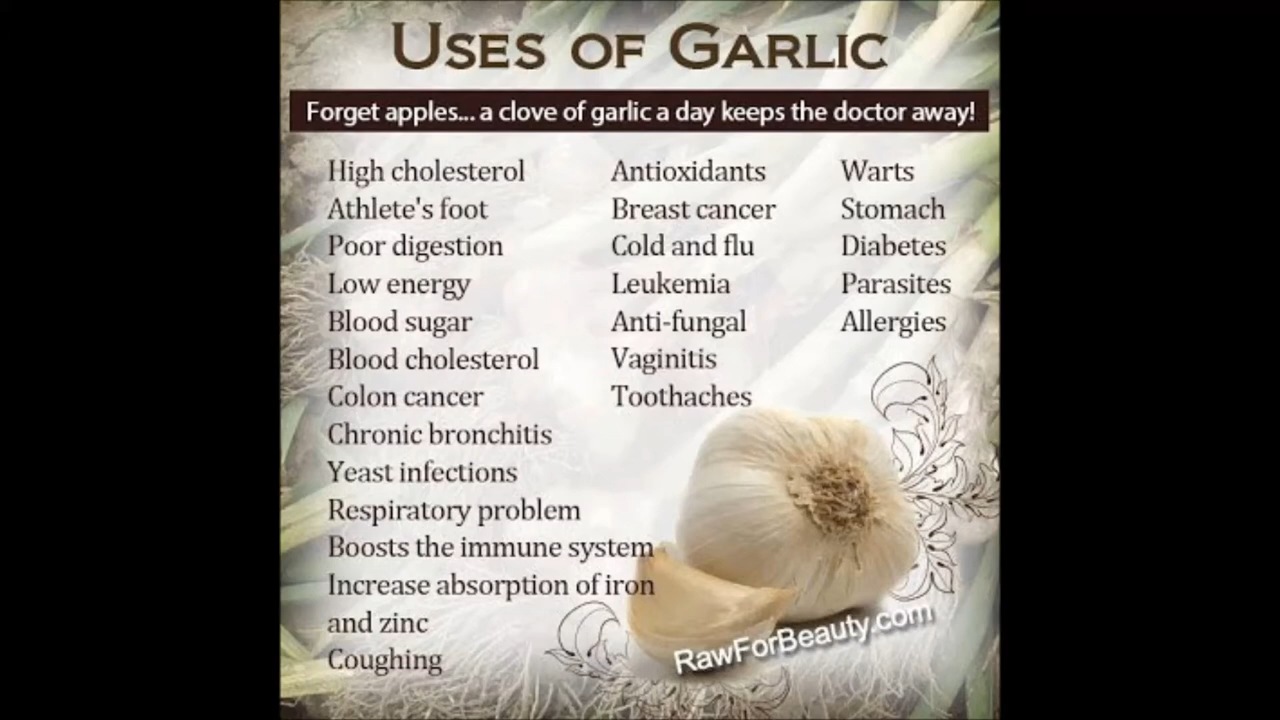 USES OF GARLIC
Forget apples... a clove of garlic a day keeps the doctor away!
High cholesterol
Athlete's foot
Poor digestion
Low energy
Blood sugar
Blood cholesterol
Colon cancer
Chronic bronchitis
Yeast infections
Respiratory problem
Boosts the immune system
Increase absorption of iron
and zinc
Coughing
Antioxidants
Breast cancer
Cold and flu
Leukemia
Anti-fungal
Vaginitis
Toothaches
Warts
Stomach
Diabetes
Parasites
Allergies
RawForBeauty.com